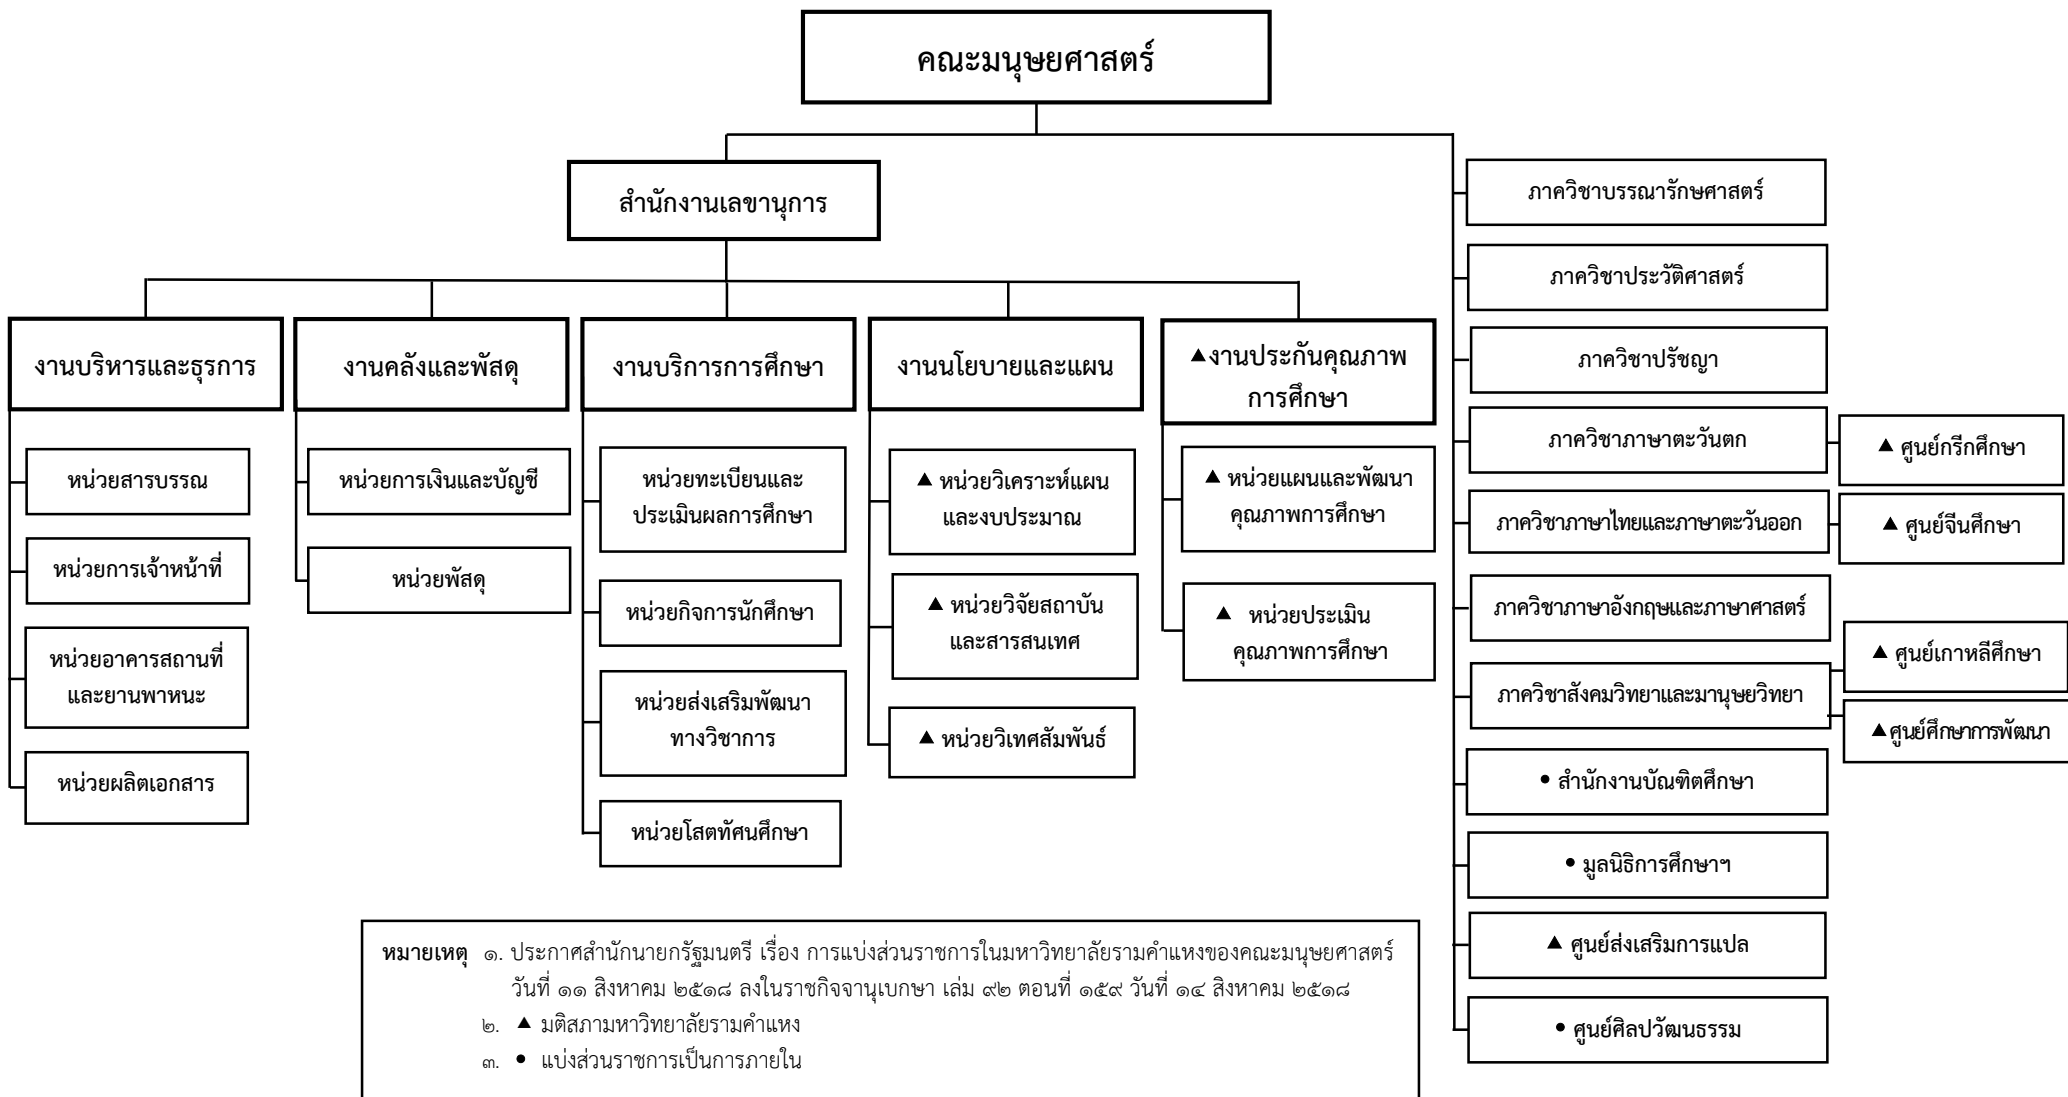 คณะมนุษยศาสตร์
สำนักงานเลขานุการ
งานบริหารและธุรการ
หน่วยสารบรรณ
หน่วยการเจ้าหน้าที่
หน่วยอาคารสถานที่
และยานพาหนะ
หน่วยผลิตเอกสาร
งานคลังและพัสดุ
หน่วยการเงินและบัญชี
หน่วยพัสดุ
งานบริการการศึกษา
หน่วยทะเบียนและ
ประเมินผลการศึกษา
หน่วยกิจการนักศึกษา
หน่วยส่งเสริมพัฒนา
ทางวิชาการ
หน่วยโสตทัศนศึกษา
งานนโยบายและแผน
▲ หน่วยวิเคราะห์แผน
และงบประมาณ
▲ หน่วยวิจัยสถาบัน
และสารสนเทศ
▲ หน่วยวิเทศสัมพันธ์
▲งานประกันคุณภาพ
การศึกษา
▲ หน่วยแผนและพัฒนา
คุณภาพการศึกษา
▲ หน่วยประเมิน
คุณภาพการศึกษา
ภาควิชาบรรณารักษศาสตร์
ภาควิชาประวัติศาสตร์
ภาควิชาปรัชญา
ภาควิชาภาษาตะวันตก
▲ ศูนย์กรีกศึกษา
ภาควิชาภาษาไทยและภาษาตะวันออก
▲ ศูนย์จีนศึกษา
ภาควิชาภาษาอังกฤษและภาษาศาสตร์
ภาควิชาสังคมวิทยาและมานุษยวิทยา
▲ ศูนย์เกาหลีศึกษา
▲ศูนย์ศึกษาการพัฒนา
• สำนักงานบัณฑิตศึกษา
• มูลนิธิการศึกษาฯ
▲ ศูนย์ส่งเสริมการแปล
• ศูนย์ศิลปวัฒนธรรม
หมายเหตุ ๑. ประกาศสำนักนายกรัฐมนตรี เรื่อง การแบ่งส่วนราชการในมหาวิทยาลัยรามคำแหงของคณะมนุษยศาสตร์
วันที่ ๑๑ สิงหาคม ๒๕๑๘ ลงในราชกิจจานุเบกษา เล่ม ๙๒ ตอนที่ ๑๕๙ วันที่ ๑๔ สิงหาคม ๒๕๑๘
๒. ▲ มติสภามหาวิทยาลัยรามคำแหง
๓. • แบ่งส่วนราชการเป็นการภายใน